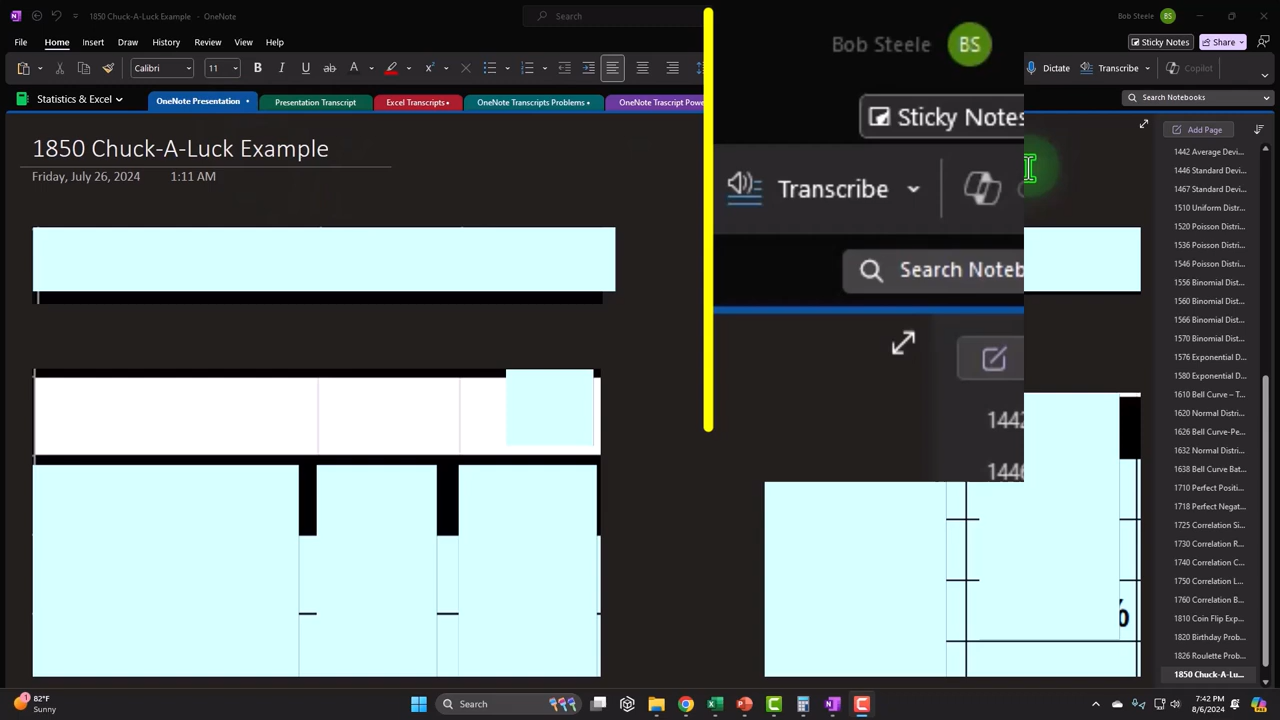 1850 Chuck-A-Luck Example - OneNote
Search
Bob Steele BS
File Home Insert Draw History Review View Help
Sticky Notes
Share
Calibri 11 B I U ab A
Dictate
Transcribe
Copilot
Statistics & Excel
OneNote Presentation
Presentation Transcript
Excel Transcripts
OneNote Transcripts Problems
OneNote Trascript Pow
Search Notebooks
Bob Steele BS
Sticky Notes
Transcribe
Search Noteb
1442
1446
1850 Chuck-A-Luck Example
Friday, July 26, 2024 1:11 AM
%
Add Page
1442 Average Devi...
1446 Standard Devi...
1467 Standard Devi...
1510 Uniform Distr...
1520 Poisson Distri...
1536 Poisson Distri...
1546 Poisson Distri...
1556 Binomial Dist...
1560 Binomial Dist...
1566 Binomial Dist...
1570 Binomial Dist...
1576 Exponential D...
1580 Exponential D...
1610 Bell Curve – T...
1620 Normal Distri...
1626 Bell Curve-Pe...
1632 Normal Distri...
1638 Bell Curve Bat...
1710 Perfect Positi...
1718 Perfect Negat...
1725 Correlation Si...
1730 Correlation R...
1740 Correlation C...
1750 Correlation L...
1760 Correlation B...
1810 Coin Flip Exp...
1820 Birthday Prob...
1826 Roulette Prob...
1850 Chuck-A-Lu...
82°F
Sunny
Search
7:42 PM
8/6/2024